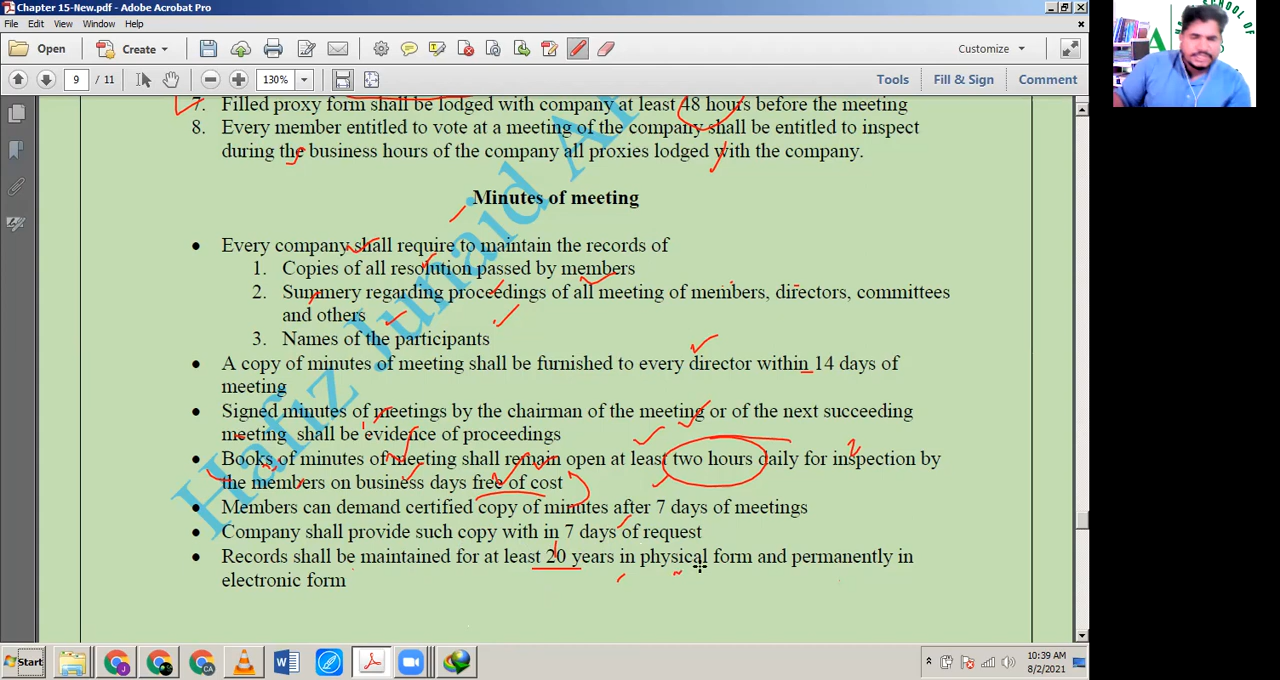 Chapter 15-New.pdf - Adobe Acrobat Pro
File Edit View Window Help
Open Create Customize
9 / 11 130% Tools Fill & Sign Comment
7. Filled proxy form shall be lodged with company at least 48 hours before the meeting
8. Every member entitled to vote at a meeting of the company shall be entitled to inspect
during the business hours of the company all proxies lodged with the company.
Minutes of meeting
• Every company shall require to maintain the records of
1. Copies of all resolution passed by members
2. Summery regarding proceedings of all meeting of members, directors, committees
and others
3. Names of the participants
• A copy of minutes of meeting shall be furnished to every director within 14 days of
meeting
• Signed minutes of meetings by the chairman of the meeting or of the next succeeding
meeting shall be evidence of proceedings
• Books of minutes of meeting shall remain open at least two hours daily for inspection by
the members on business days free of cost
• Members can demand certified copy of minutes after 7 days of meetings
• Company shall provide such copy with in 7 days of request
• Records shall be maintained for at least 20 years in physical form and permanently in
electronic form
Hafiz Junaid A
Start
10:39 AM
8/2/2021